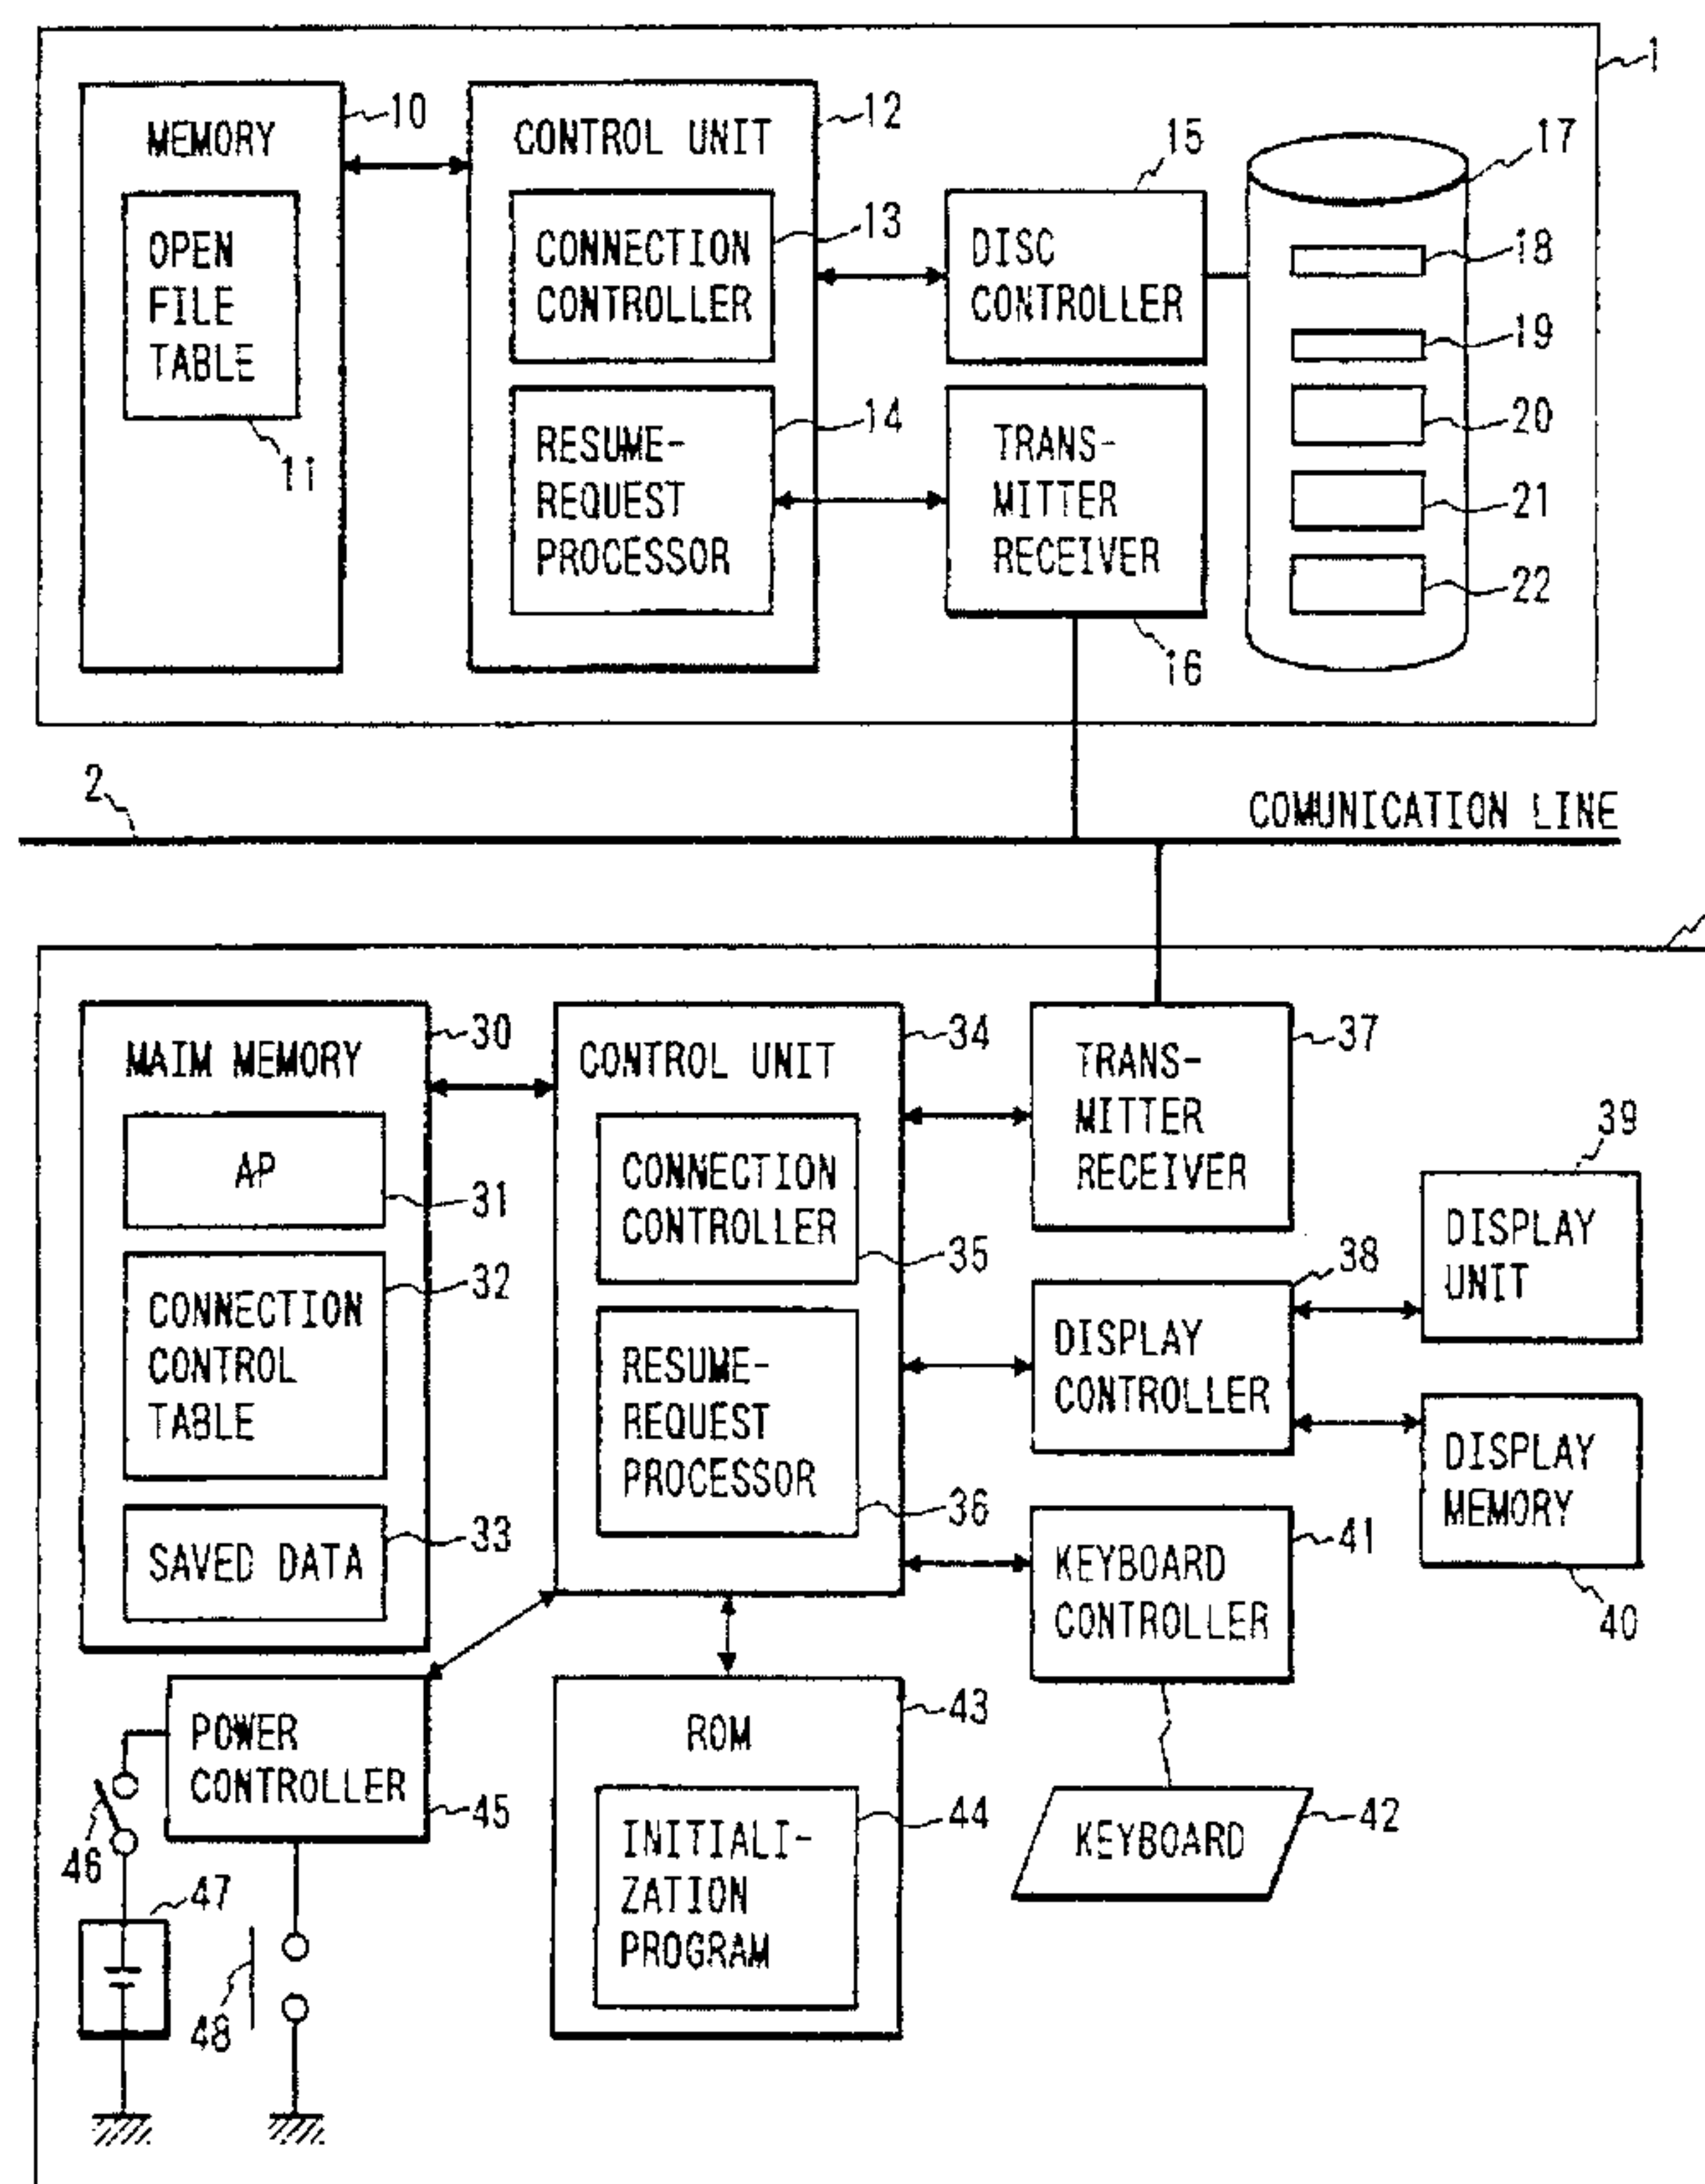 1
MEMORY
10
OPEN
FILE
TABLE
11
CONTROL UNIT
12
CONNECTION
CONTROLLER
13
RESUME-
REQUEST
PROCESSOR
14
DISC
CONTROLLER
15
TRANS-
MITTER
RECEIVER
16
17
18
19
20
21
22
2
COMUNICATION LINE
MAIM MEMORY
30
AP
31
CONNECTION
CONTROL
TABLE
32
SAVED DATA
33
CONTROL UNIT
34
CONNECTION
CONTROLLER
35
RESUME-
REQUEST
PROCESSOR
36
TRANS-
MITTER
RECEIVER
37
DISPLAY
CONTROLLER
38
DISPLAY
UNIT
39
DISPLAY
MEMORY
40
KEYBOARD
CONTROLLER
41
KEYBOARD
42
ROM
43
INITIALI-
ZATION
PROGRAM
44
POWER
CONTROLLER
45
46
47
48